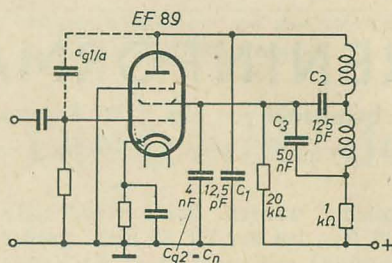 EF 89
cg1/a
C2
125
pF
C3
50
nF
4
nF
12,5
pF
C1
20
kΩ
1
kΩ
Cg2 = Cn
+